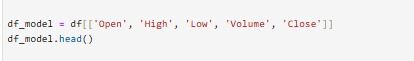 df_model = df[['Open', 'High', 'Low', 'Volume', 'Close']]
df_model.head()